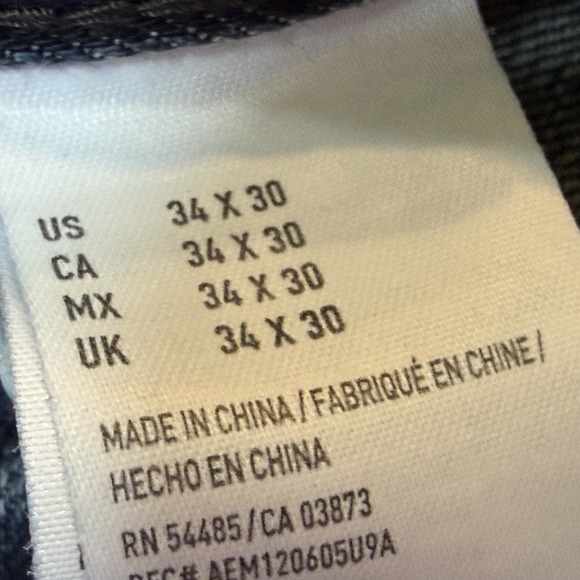 US 34 X 30
CA 34 X 30
MX 34 X 30
UK 34 X 30
MADE IN CHINA / FABRIQUÉ EN CHINE /
HECHO EN CHINA
RN 54485 / CA 03873
REF# AEM120605U9A